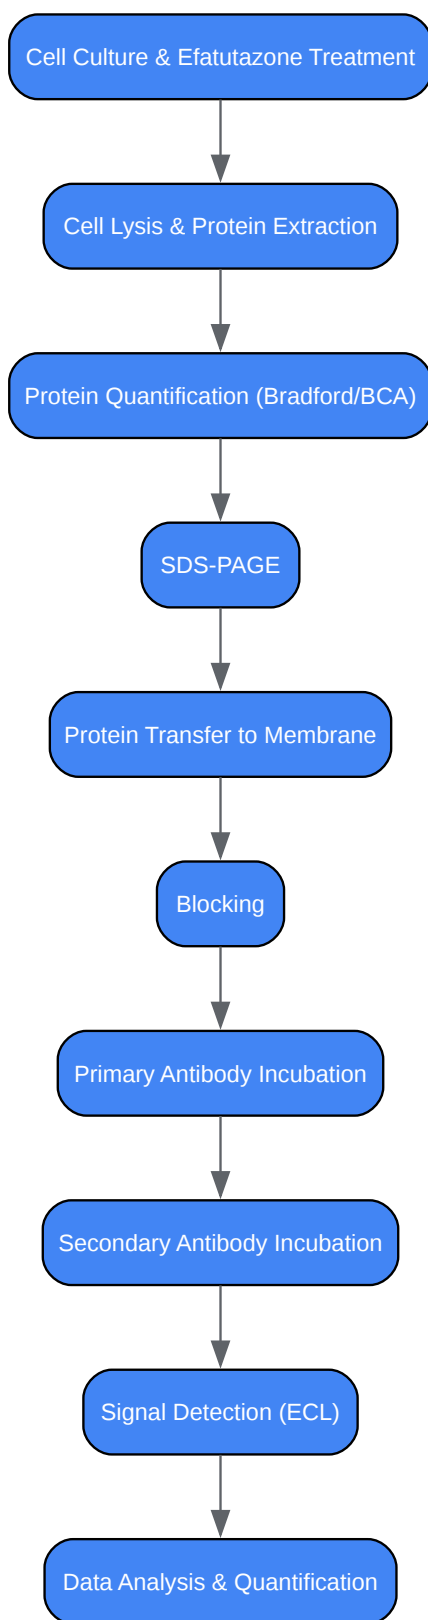 Cell Culture & Efatutazone Treatment
Cell Lysis & Protein Extraction
Protein Quantification (Bradford/BCA)
SDS-PAGE
Protein Transfer to Membrane
Blocking
Primary Antibody Incubation
Secondary Antibody Incubation
Signal Detection (ECL)
Data Analysis & Quantification